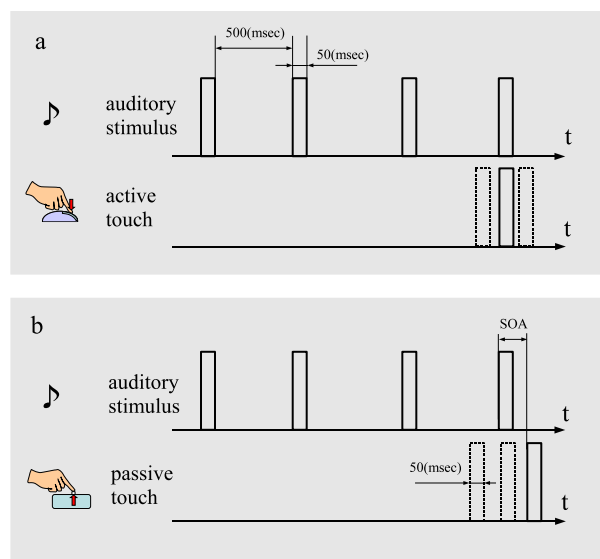 a
500(msec)
50(msec)
auditory
stimulus
t
active
touch
t
b
SOA
auditory
stimulus
t
passive
touch
50(msec)
t